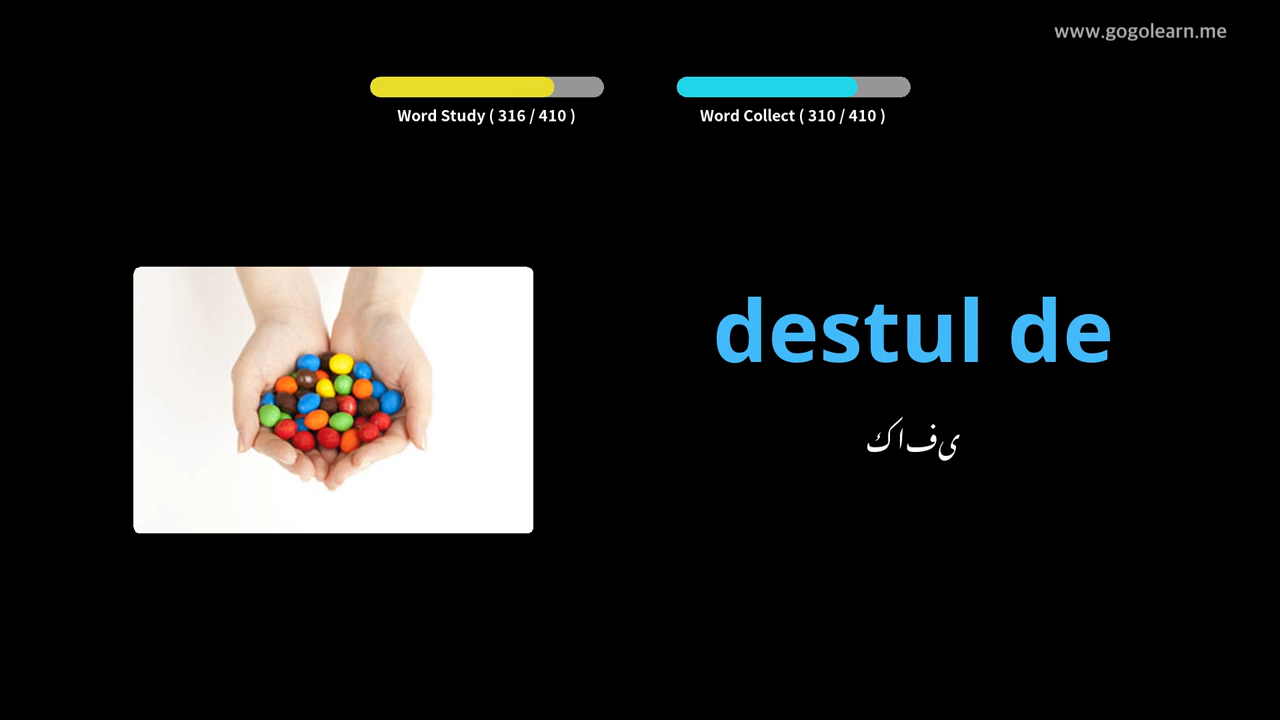 www.gogolearn.me
Word Study ( 316 / 410 )
Word Collect ( 310 / 410 )
destul de
کافی